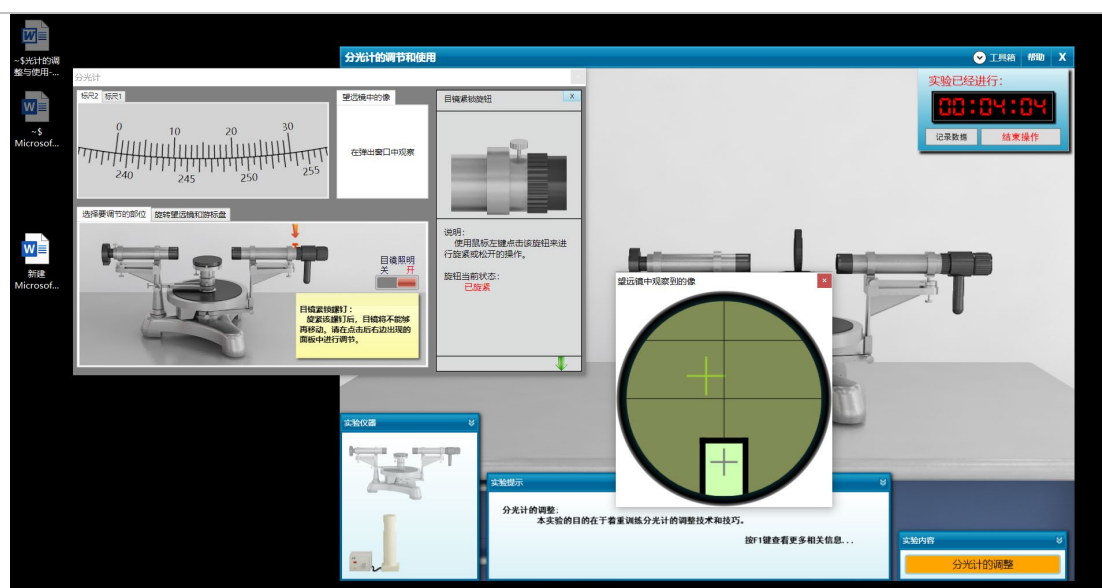 ~$光计的调
整与使用-...
~$
Microsof...
新建
Microsof...
分光计的调节和使用
工具箱 帮助 X
实验已经进行:
00:04:04
记录数据 结束操作
分光计
标尺2 标尺1
0 10 20 30
240 245 250 255
望远镜中的像
在弹出窗口中观察
目镜紧锁旋钮 X
说明:
使用鼠标左键点击该旋钮来进
行旋紧或松开的操作。
旋钮当前状态:
已旋紧
选择要调节的部位 旋转望远镜和游标盘
目镜照明
关 开
目镜紧锁螺钉:
旋紧该螺钉后,目镜将不能够
再移动,请在点击后右边出现的
面板中进行调节。
望远镜中观察到的像 x
实验仪器
实验提示
分光计的调整:
本实验的目的在于着重训练分光计的调整技术和技巧。
按F1键查看更多相关信息...
实验内容
分光计的调整